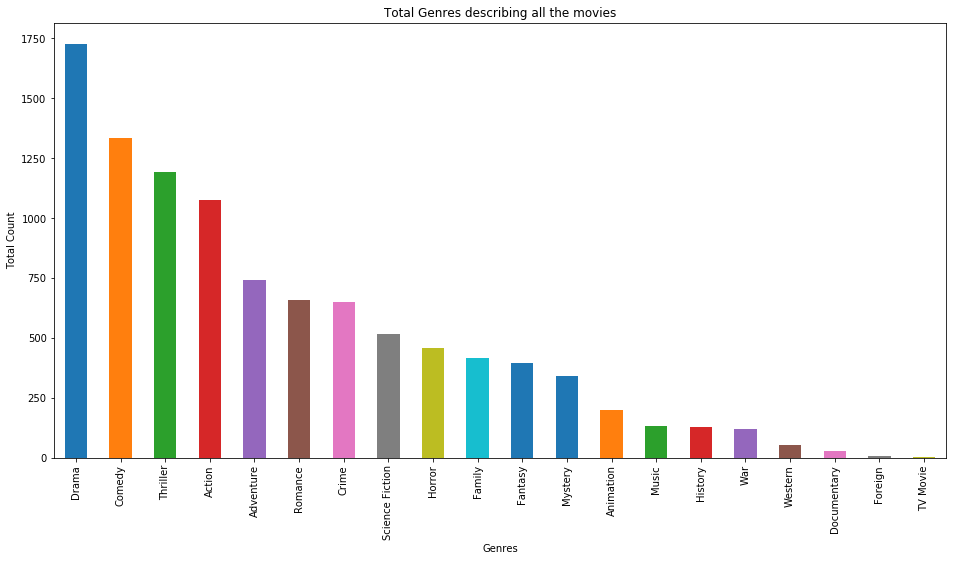 Total Genres describing all the movies
Total Count
1750
1500
1250
1000
750
500
250
0
Drama
Comedy
Thriller
Action
Adventure
Romance
Crime
Science Fiction
Horror
Family
Fantasy
Mystery
Animation
Music
History
War
Western
Documentary
Foreign
TV Movie
Genres